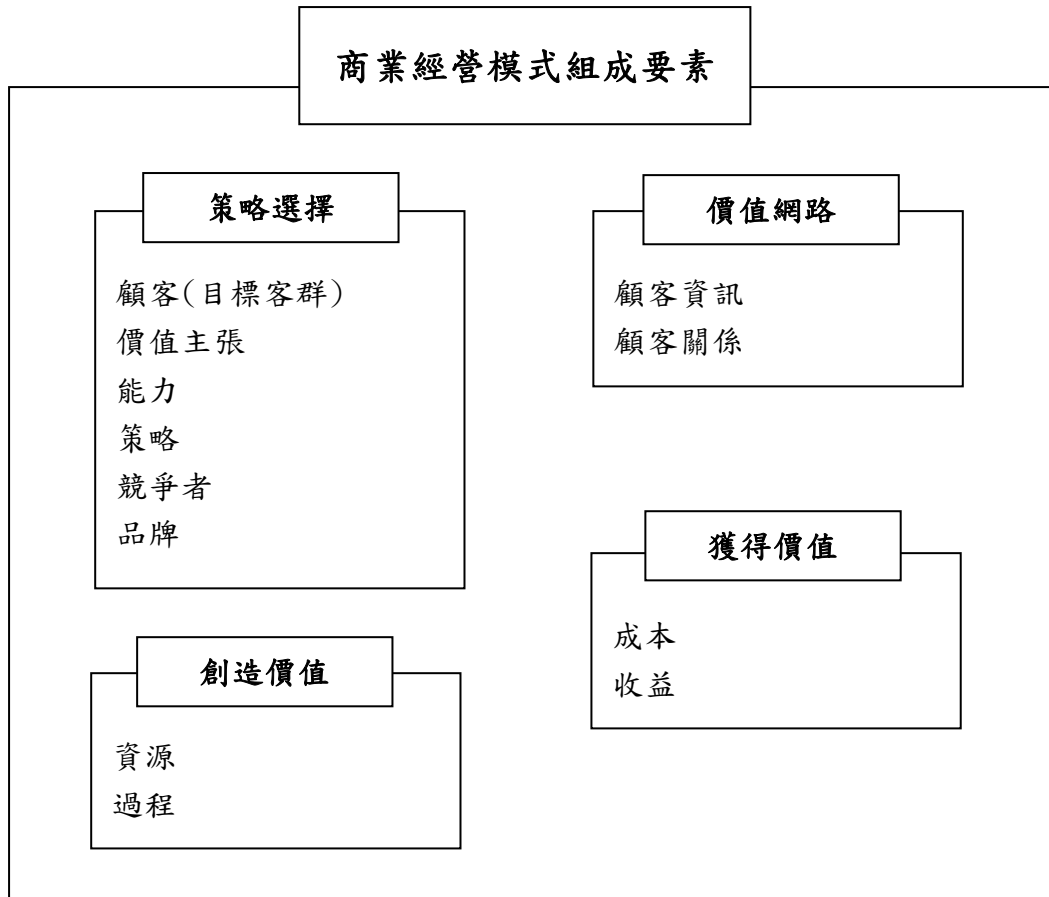 商業經營模式組成要素
策略選擇
顧客(目標客群)
價值主張
能力
策略
競爭者
品牌
價值網路
顧客資訊
顧客關係
創造價值
資源
過程
獲得價值
成本
收益